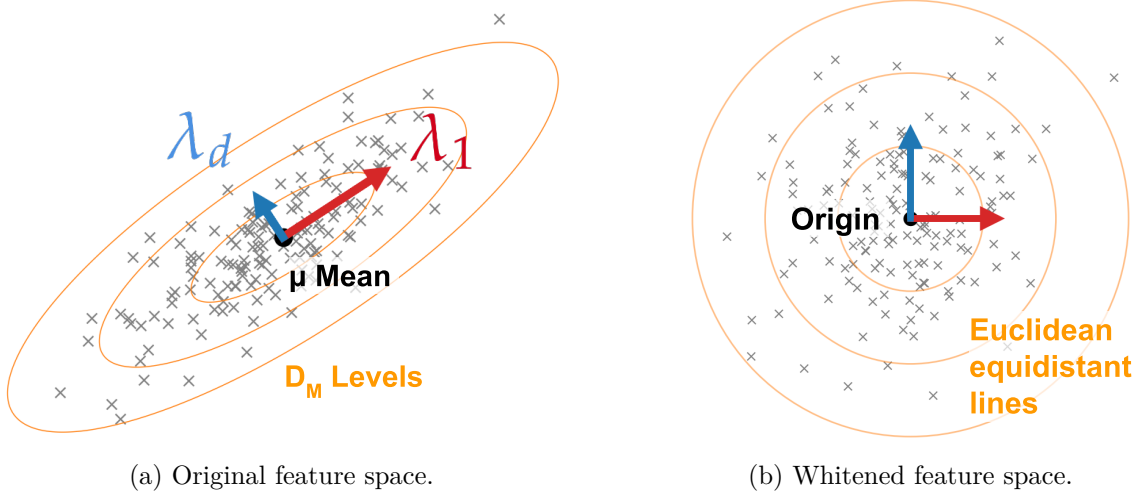 λd
λ1
μ Mean
DM Levels
Origin
Euclidean
equidistant
lines
(a) Original feature space.
(b) Whitened feature space.